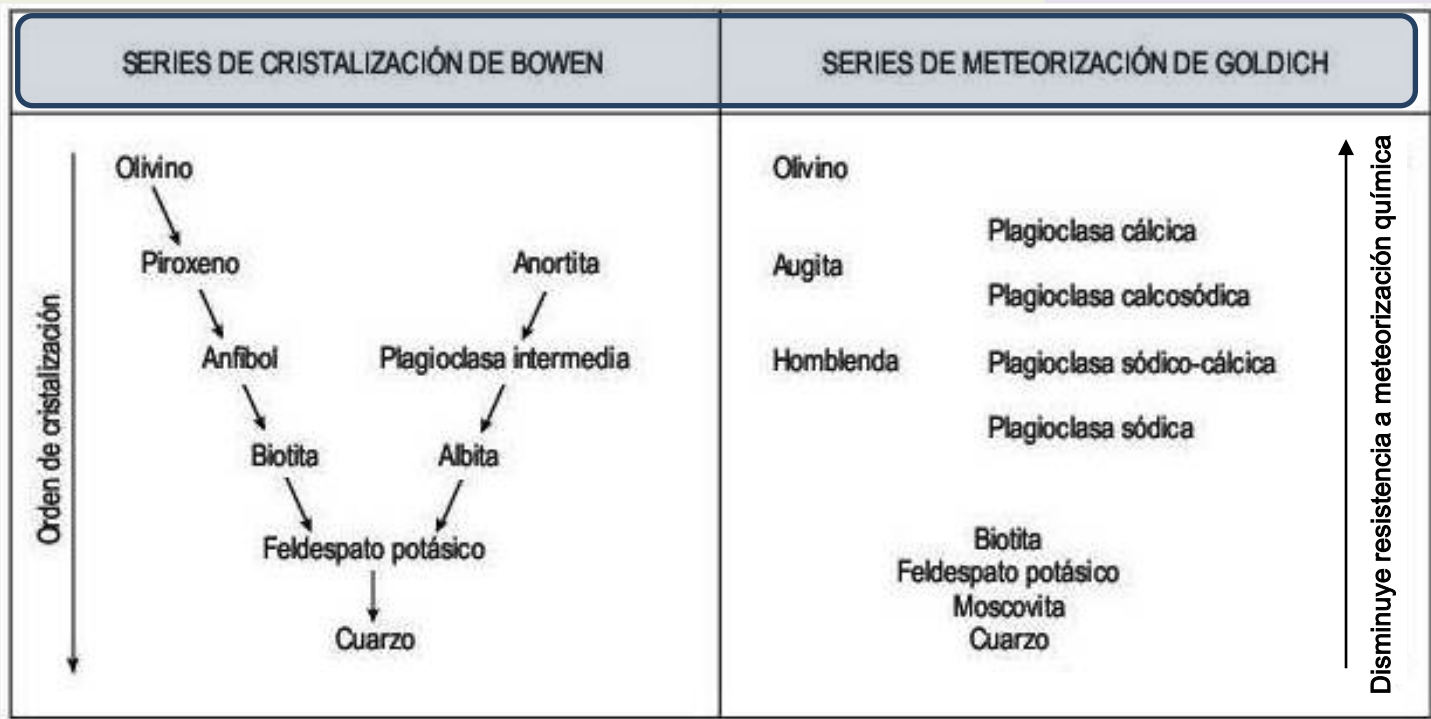 SERIES DE CRISTALIZACIÓN DE BOWEN
SERIES DE METEORIZACIÓN DE GOLDICH
Orden de cristalización
Olivino
Piroxeno
Anortita
Anfibol
Plagioclasa intermedia
Biotita
Albita
Feldespato potásico
Cuarzo
Olivino
Plagioclasa cálcica
Augita
Plagioclasa calcosódica
Homblenda
Plagioclasa sódico-cálcica
Plagioclasa sódica
Biotita
Feldespato potásico
Moscovita
Cuarzo
Disminuye resistencia a meteorización química